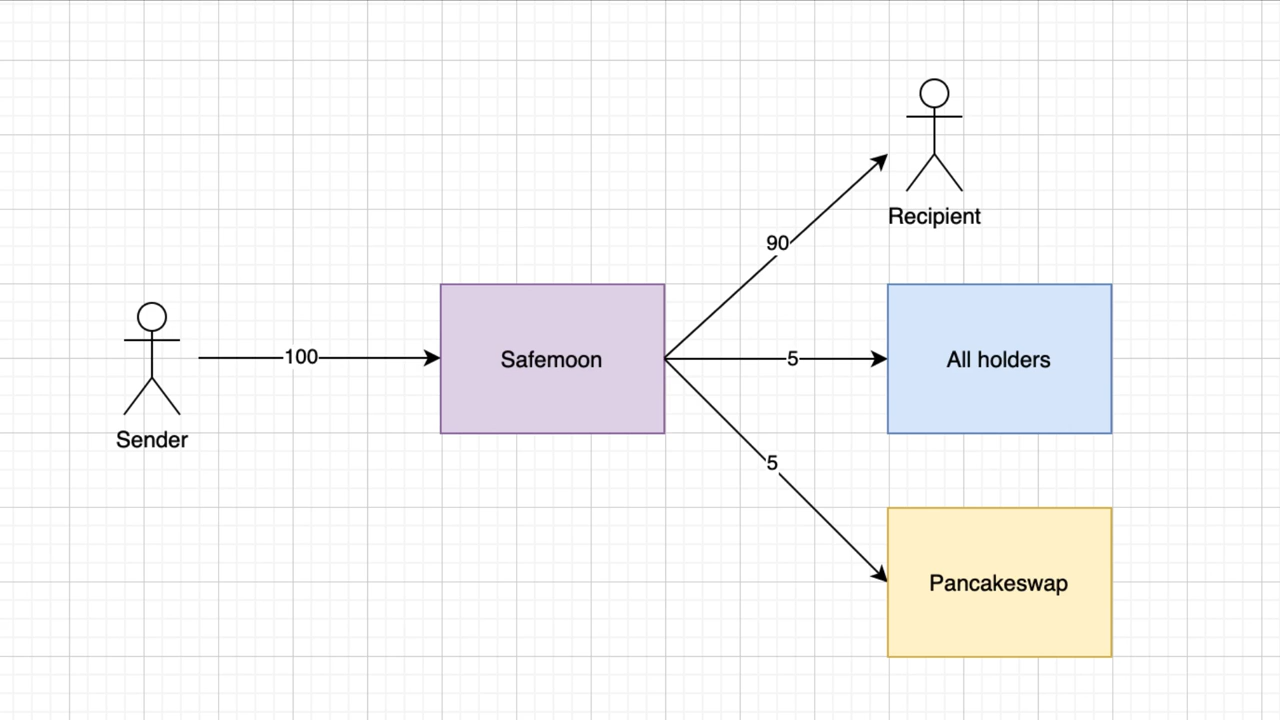 Recipient
90
100
Safemoon
5
All holders
Sender
5
Pancakeswap